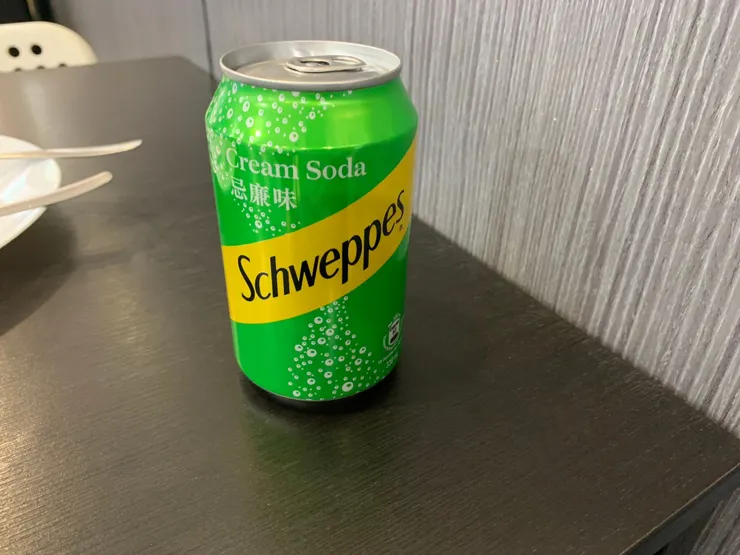 Cream Soda
忌廉味
Schweppes